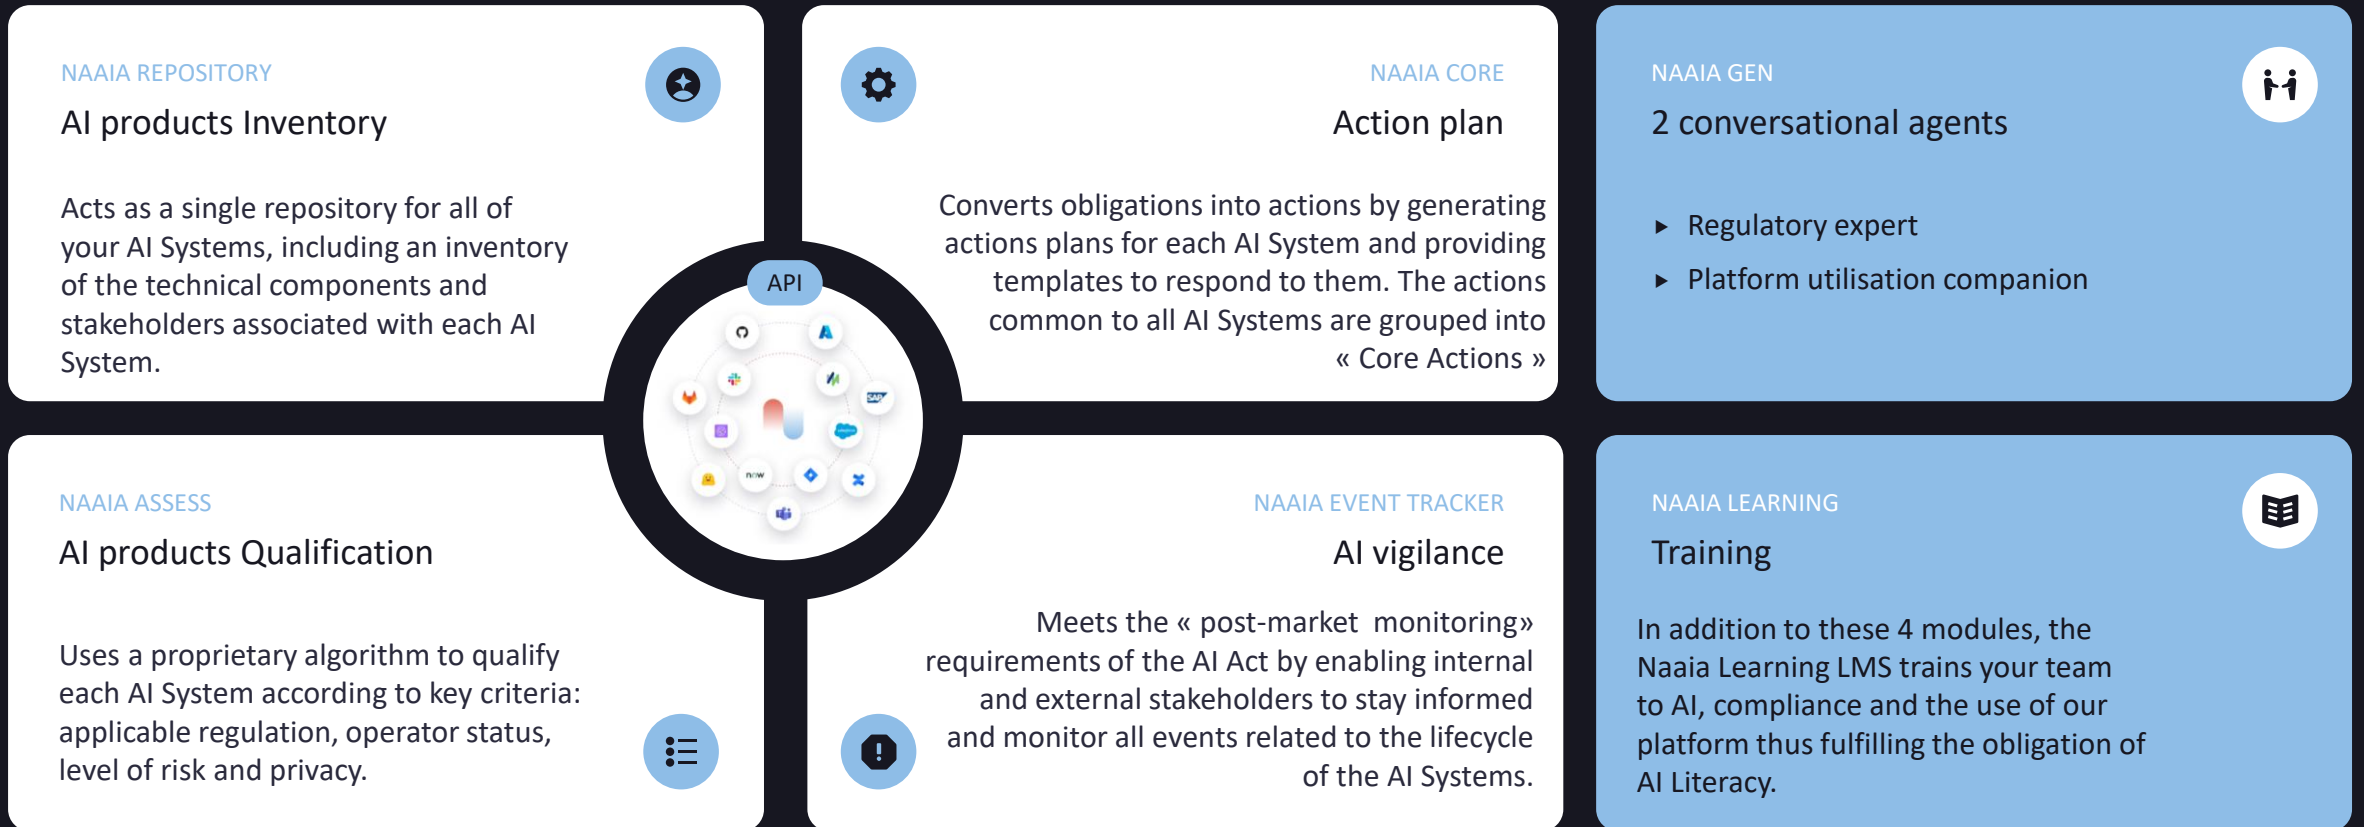 NAAIA REPOSITORY
AI products Inventory
Acts as a single repository for all of
your AI Systems, including an inventory
of the technical components and
stakeholders associated with each AI
System.
NAAIA CORE
Action plan
Converts obligations into actions by generating
actions plans for each AI System and providing
templates to respond to them. The actions
common to all AI Systems are grouped into
« Core Actions »
NAAIA GEN
2 conversational agents
▸ Regulatory expert
▸ Platform utilisation companion
API
SAP
now
NAAIA ASSESS
AI products Qualification
Uses a proprietary algorithm to qualify
each AI System according to key criteria:
applicable regulation, operator status,
level of risk and privacy.
NAAIA EVENT TRACKER
AI vigilance
Meets the « post-market  monitoring»
requirements of the AI Act by enabling internal
and external stakeholders to stay informed
and monitor all events related to the lifecycle
of the AI Systems.
NAAIA LEARNING
Training
In addition to these 4 modules, the
Naaia Learning LMS trains your team
to AI, compliance and the use of our
platform thus fulfilling the obligation of
AI Literacy.